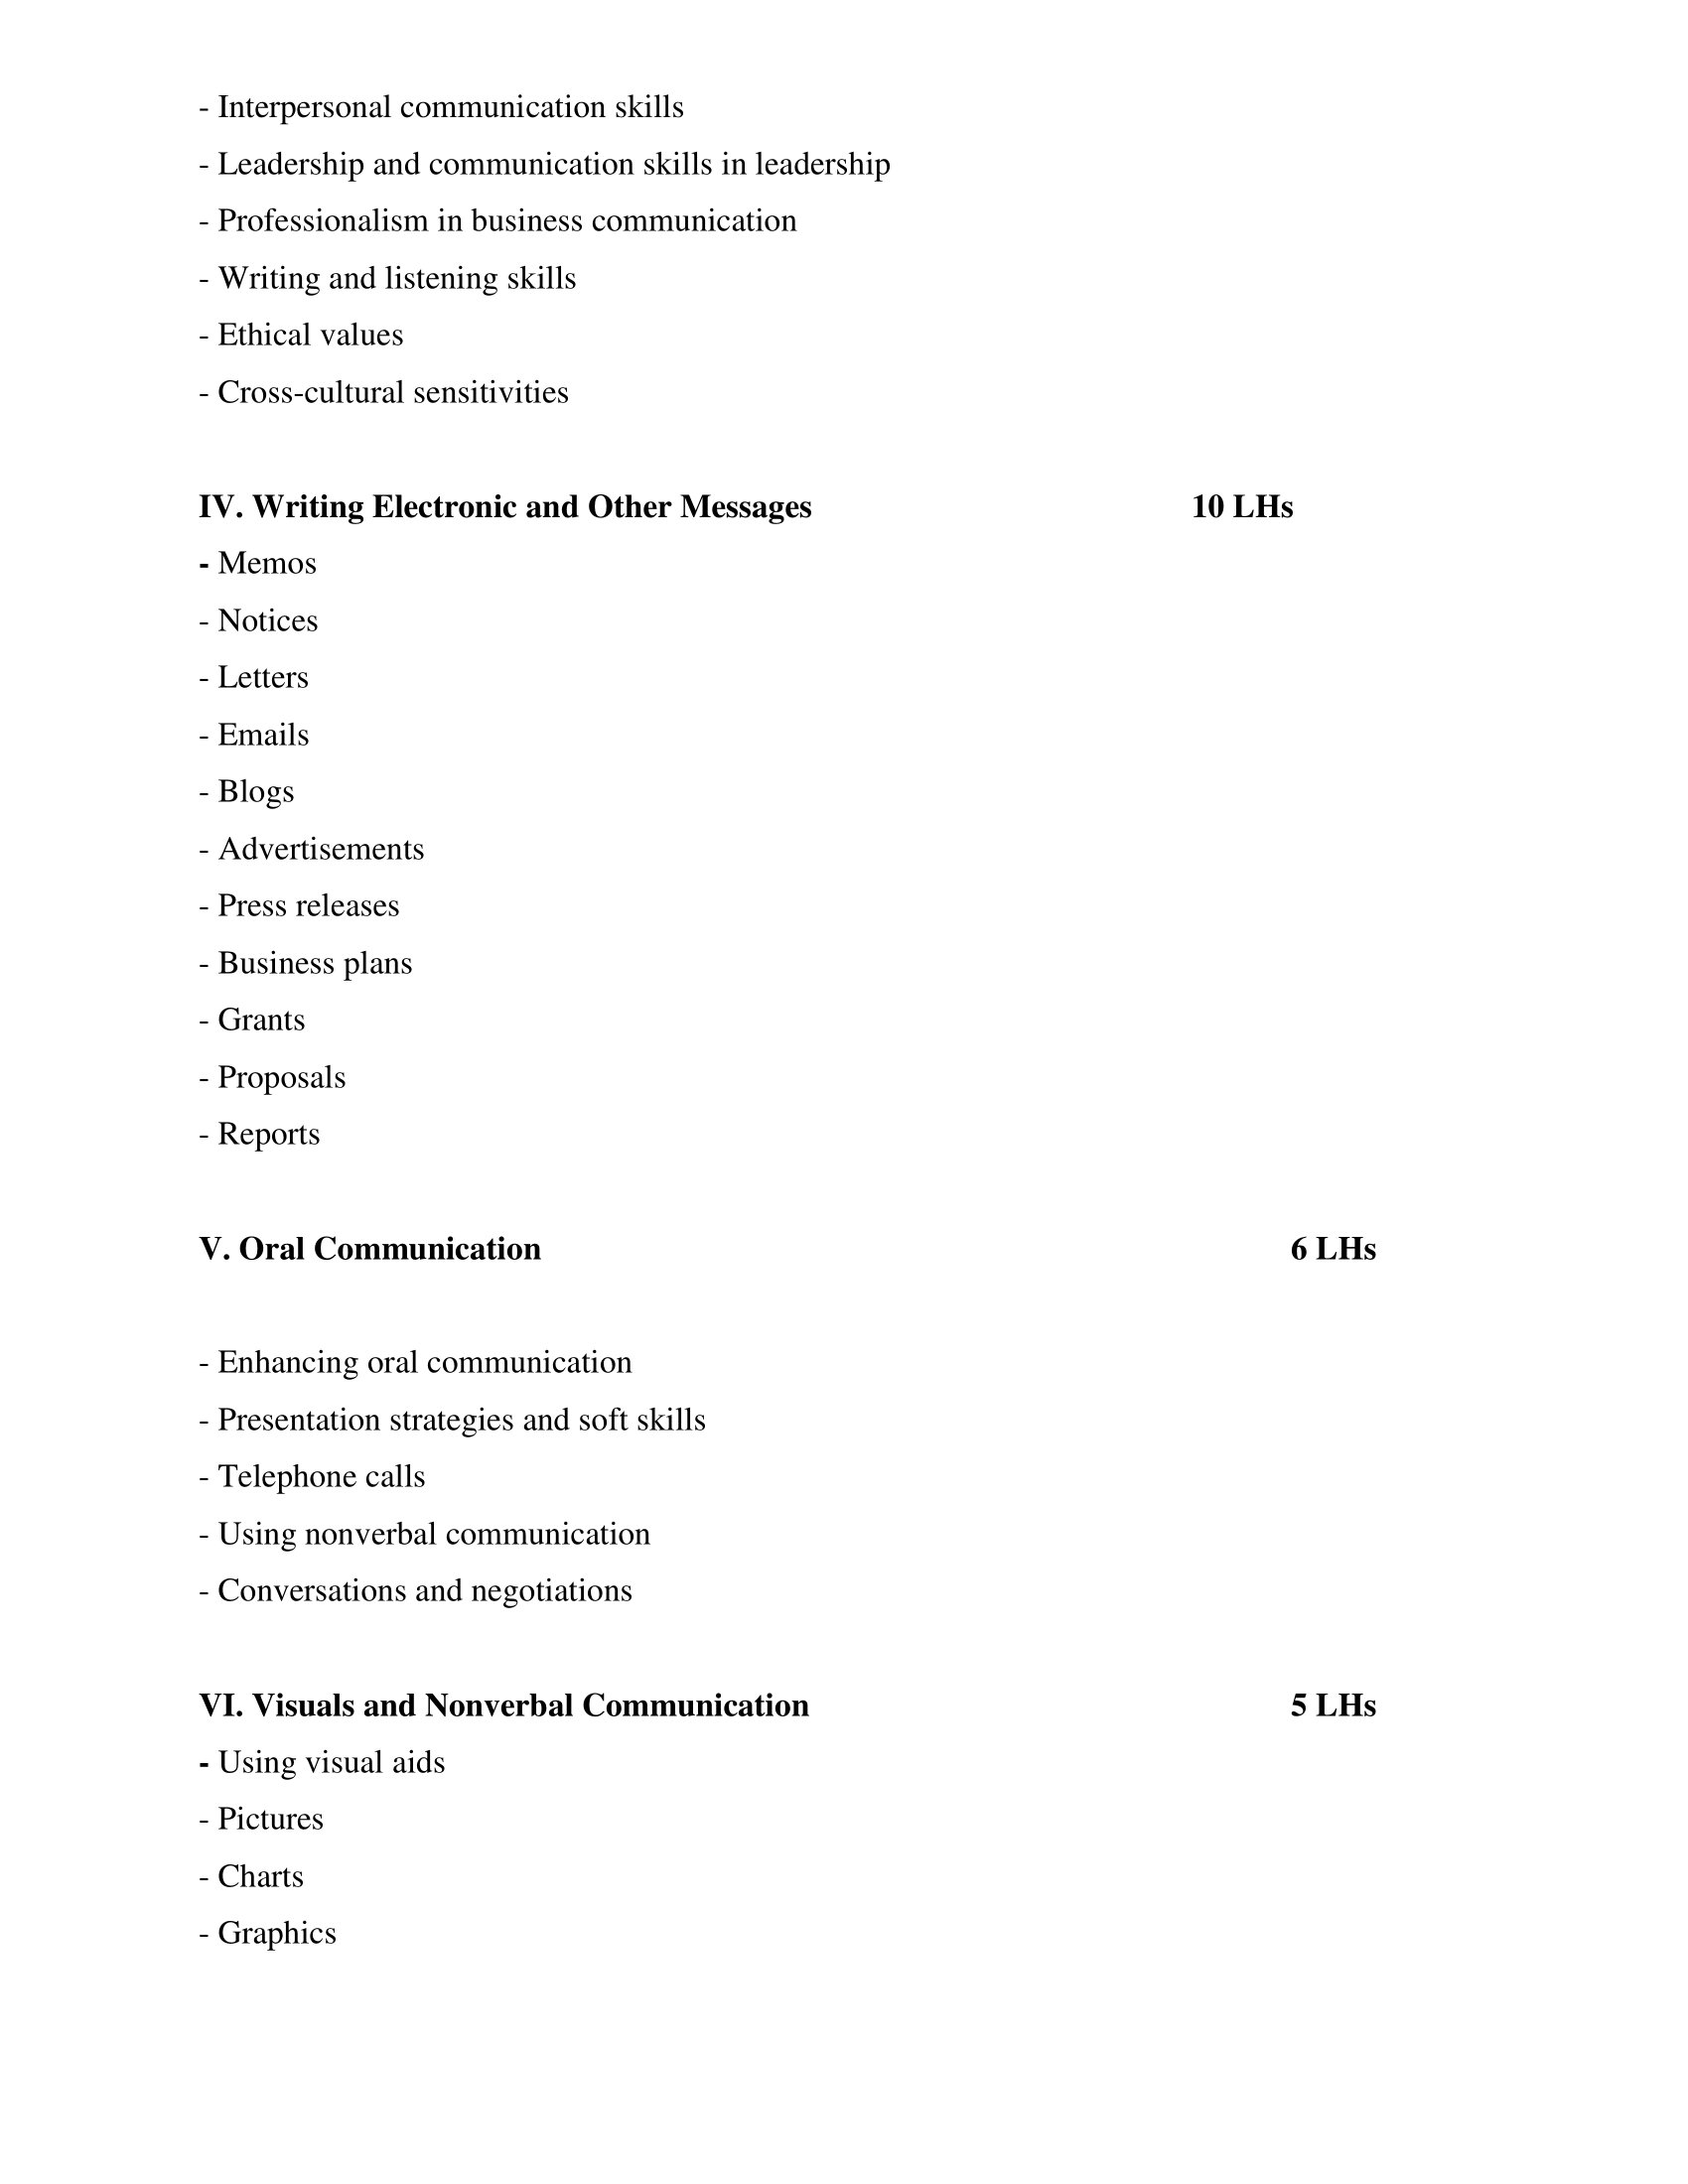 - Interpersonal communication skills
- Leadership and communication skills in leadership
- Professionalism in business communication
- Writing and listening skills
- Ethical values
- Cross-cultural sensitivities
IV. Writing Electronic and Other Messages 10 LHs
- Memos
- Notices
- Letters
- Emails
- Blogs
- Advertisements
- Press releases
- Business plans
- Grants
- Proposals
- Reports
V. Oral Communication 6 LHs
- Enhancing oral communication
- Presentation strategies and soft skills
- Telephone calls
- Using nonverbal communication
- Conversations and negotiations
VI. Visuals and Nonverbal Communication 5 LHs
- Using visual aids
- Pictures
- Charts
- Graphics